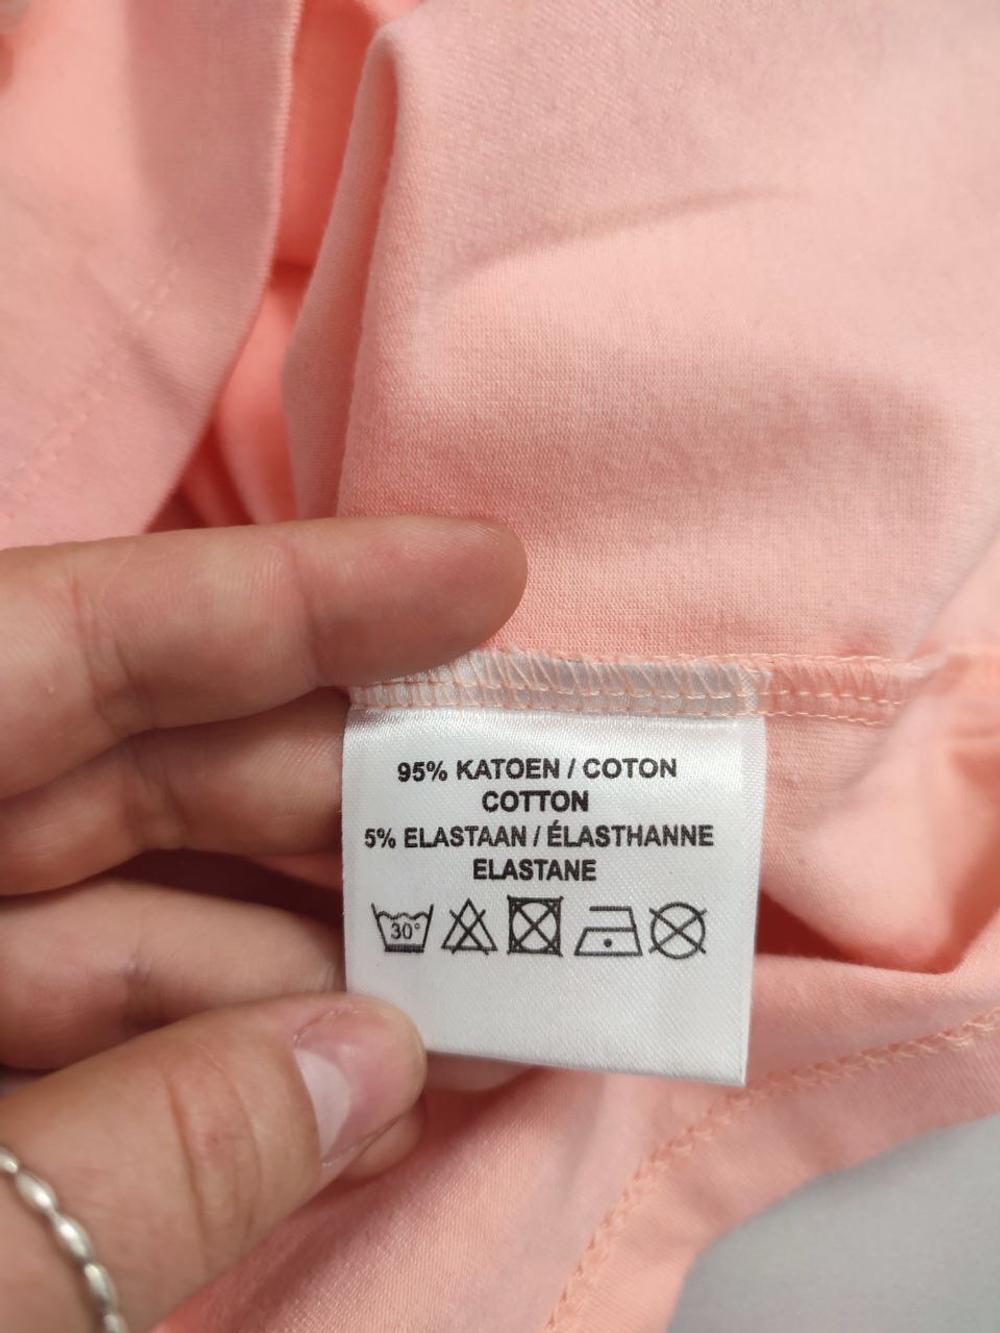 95% KATOEN / COTON
COTTON
5% ELASTAAN / ÉLASTHANNE
ELASTANE
30°